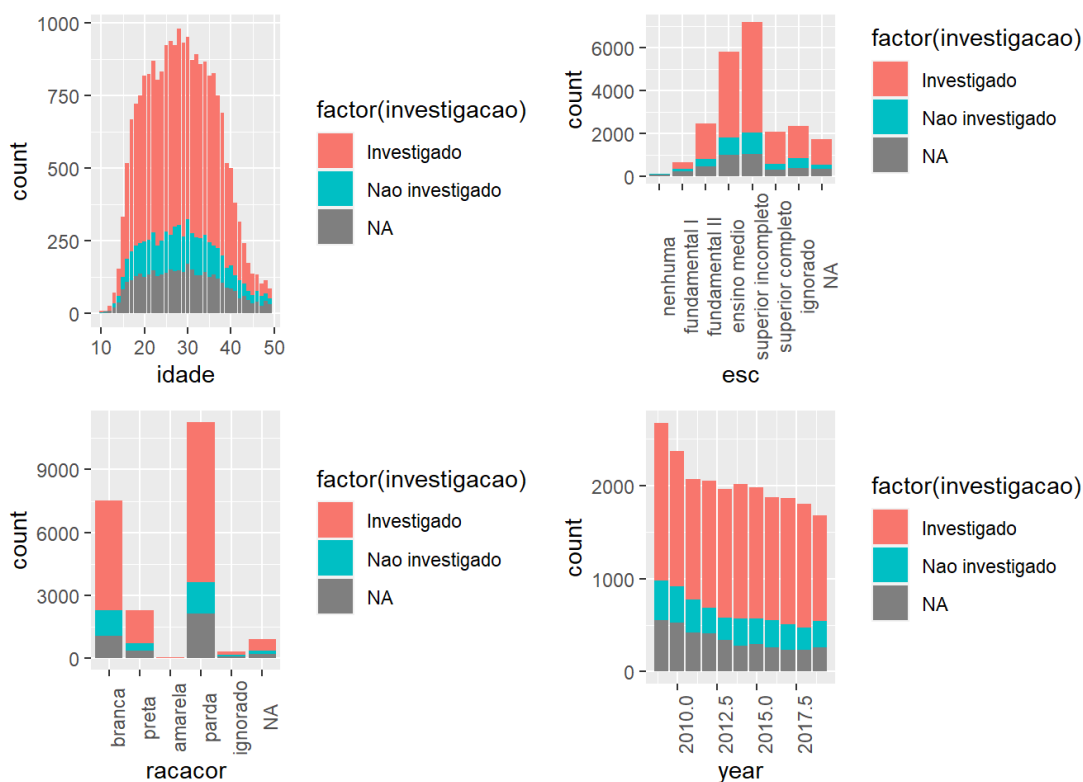 1000
750
500
250
0
count
10 20 30 40 50
idade
factor(investigacao)
Investigado
Nao investigado
NA
6000
4000
2000
0
count
nenhuma
fundamental I
fundamental II
ensino medio
superior incompleto
superior completo
ignorado
NA
esc
factor(investigacao)
Investigado
Nao investigado
NA
9000
6000
3000
0
count
branca
preta
amarela
parda
ignorado
NA
racacor
factor(investigacao)
Investigado
Nao investigado
NA
2000
1000
0
count
2010.0
2012.5
2015.0
2017.5
year
factor(investigacao)
Investigado
Nao investigado
NA